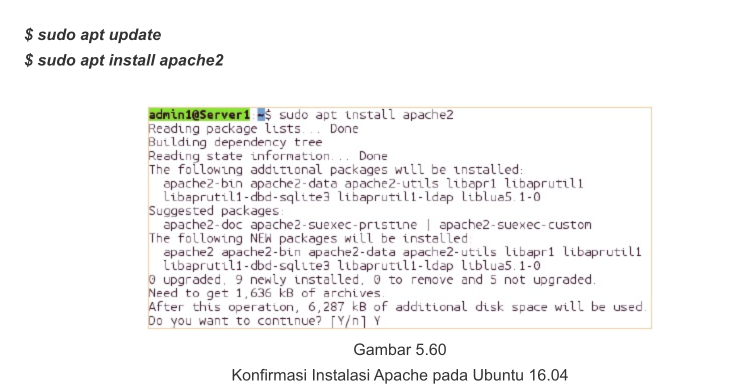 $ sudo apt update
$ sudo apt install apache2
admin1@Server1:~$ sudo apt install apache2
Reading package lists... Done
Building dependency tree
Reading state information... Done
The following additional packages will be installed:
apache2-bin apache2-data apache2-utils libapr1 libaprutil1
libaprutil1-dbd-sqlite3 libaprutil1-ldap liblua5.1-0
Suggested packages:
apache2-doc apache2-suexec-pristine | apache2-suexec-custom
The following NEW packages will be installed:
apache2 apache2-bin apache2-data apache2-utils libapr1 libaprutil1
libaprutil1-dbd-sqlite3 libaprutil1-ldap liblua5.1-0
0 upgraded, 9 newly installed, 0 to remove and 5 not upgraded.
Need to get 1,636 kB of archives.
After this operation, 6,287 kB of additional disk space will be used.
Do you want to continue? [Y/n] Y
Gambar 5.60
Konfirmasi Instalasi Apache pada Ubuntu 16.04